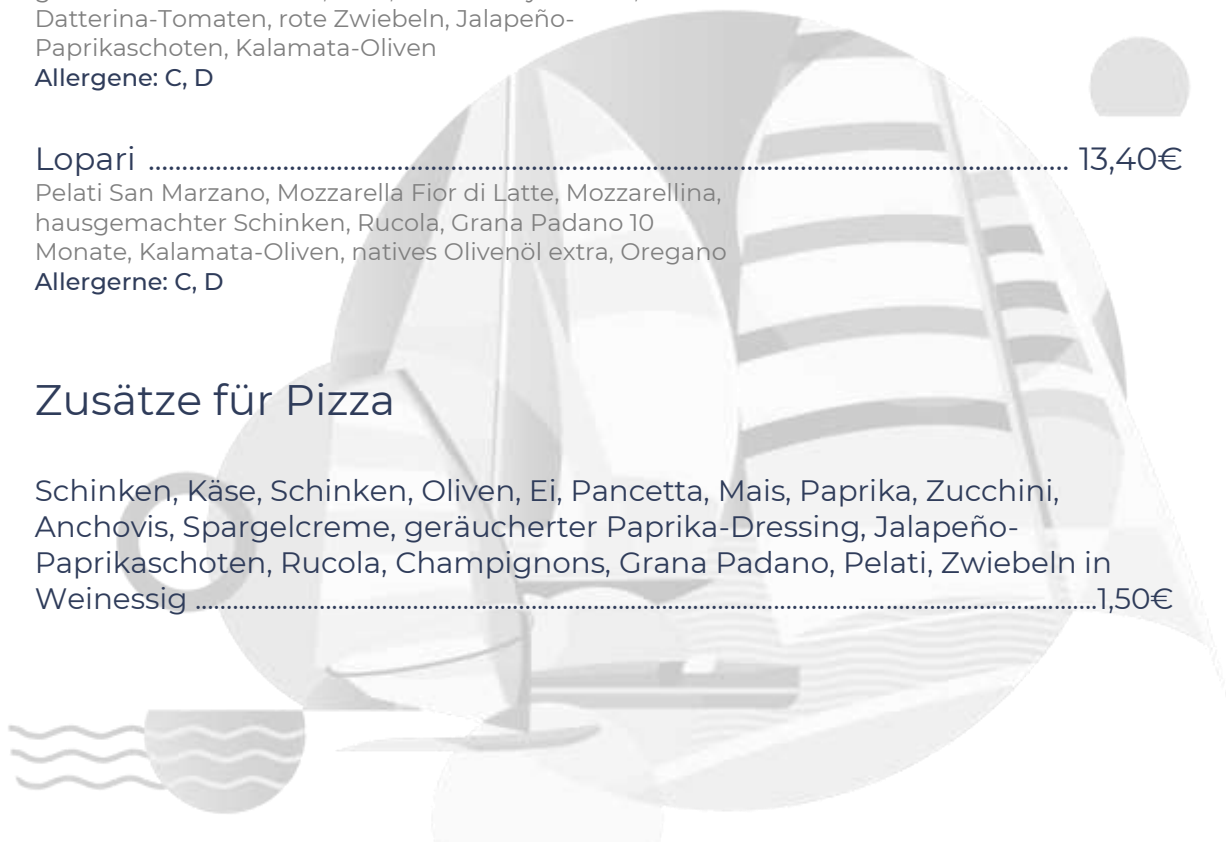 Datterina-Tomaten, rote Zwiebeln, Jalapeño-
Paprikaschoten, Kalamata-Oliven
Allergene: C, D
Lopari ........................................................................................................................ 13,40€
Pelati San Marzano, Mozzarella Fior di Latte, Mozzarellina,
hausgemachter Schinken, Rucola, Grana Padano 10
Monate, Kalamata-Oliven, natives Olivenöl extra, Oregano
Allergerne: C, D
Zusätze für Pizza
Schinken, Käse, Schinken, Oliven, Ei, Pancetta, Mais, Paprika, Zucchini,
Anchovis, Spargelcreme, geräucherter Paprika-Dressing, Jalapeño-
Paprikaschoten, Rucola, Champignons, Grana Padano, Pelati, Zwiebeln in
Weinessig ........................................................................................................................1,50€